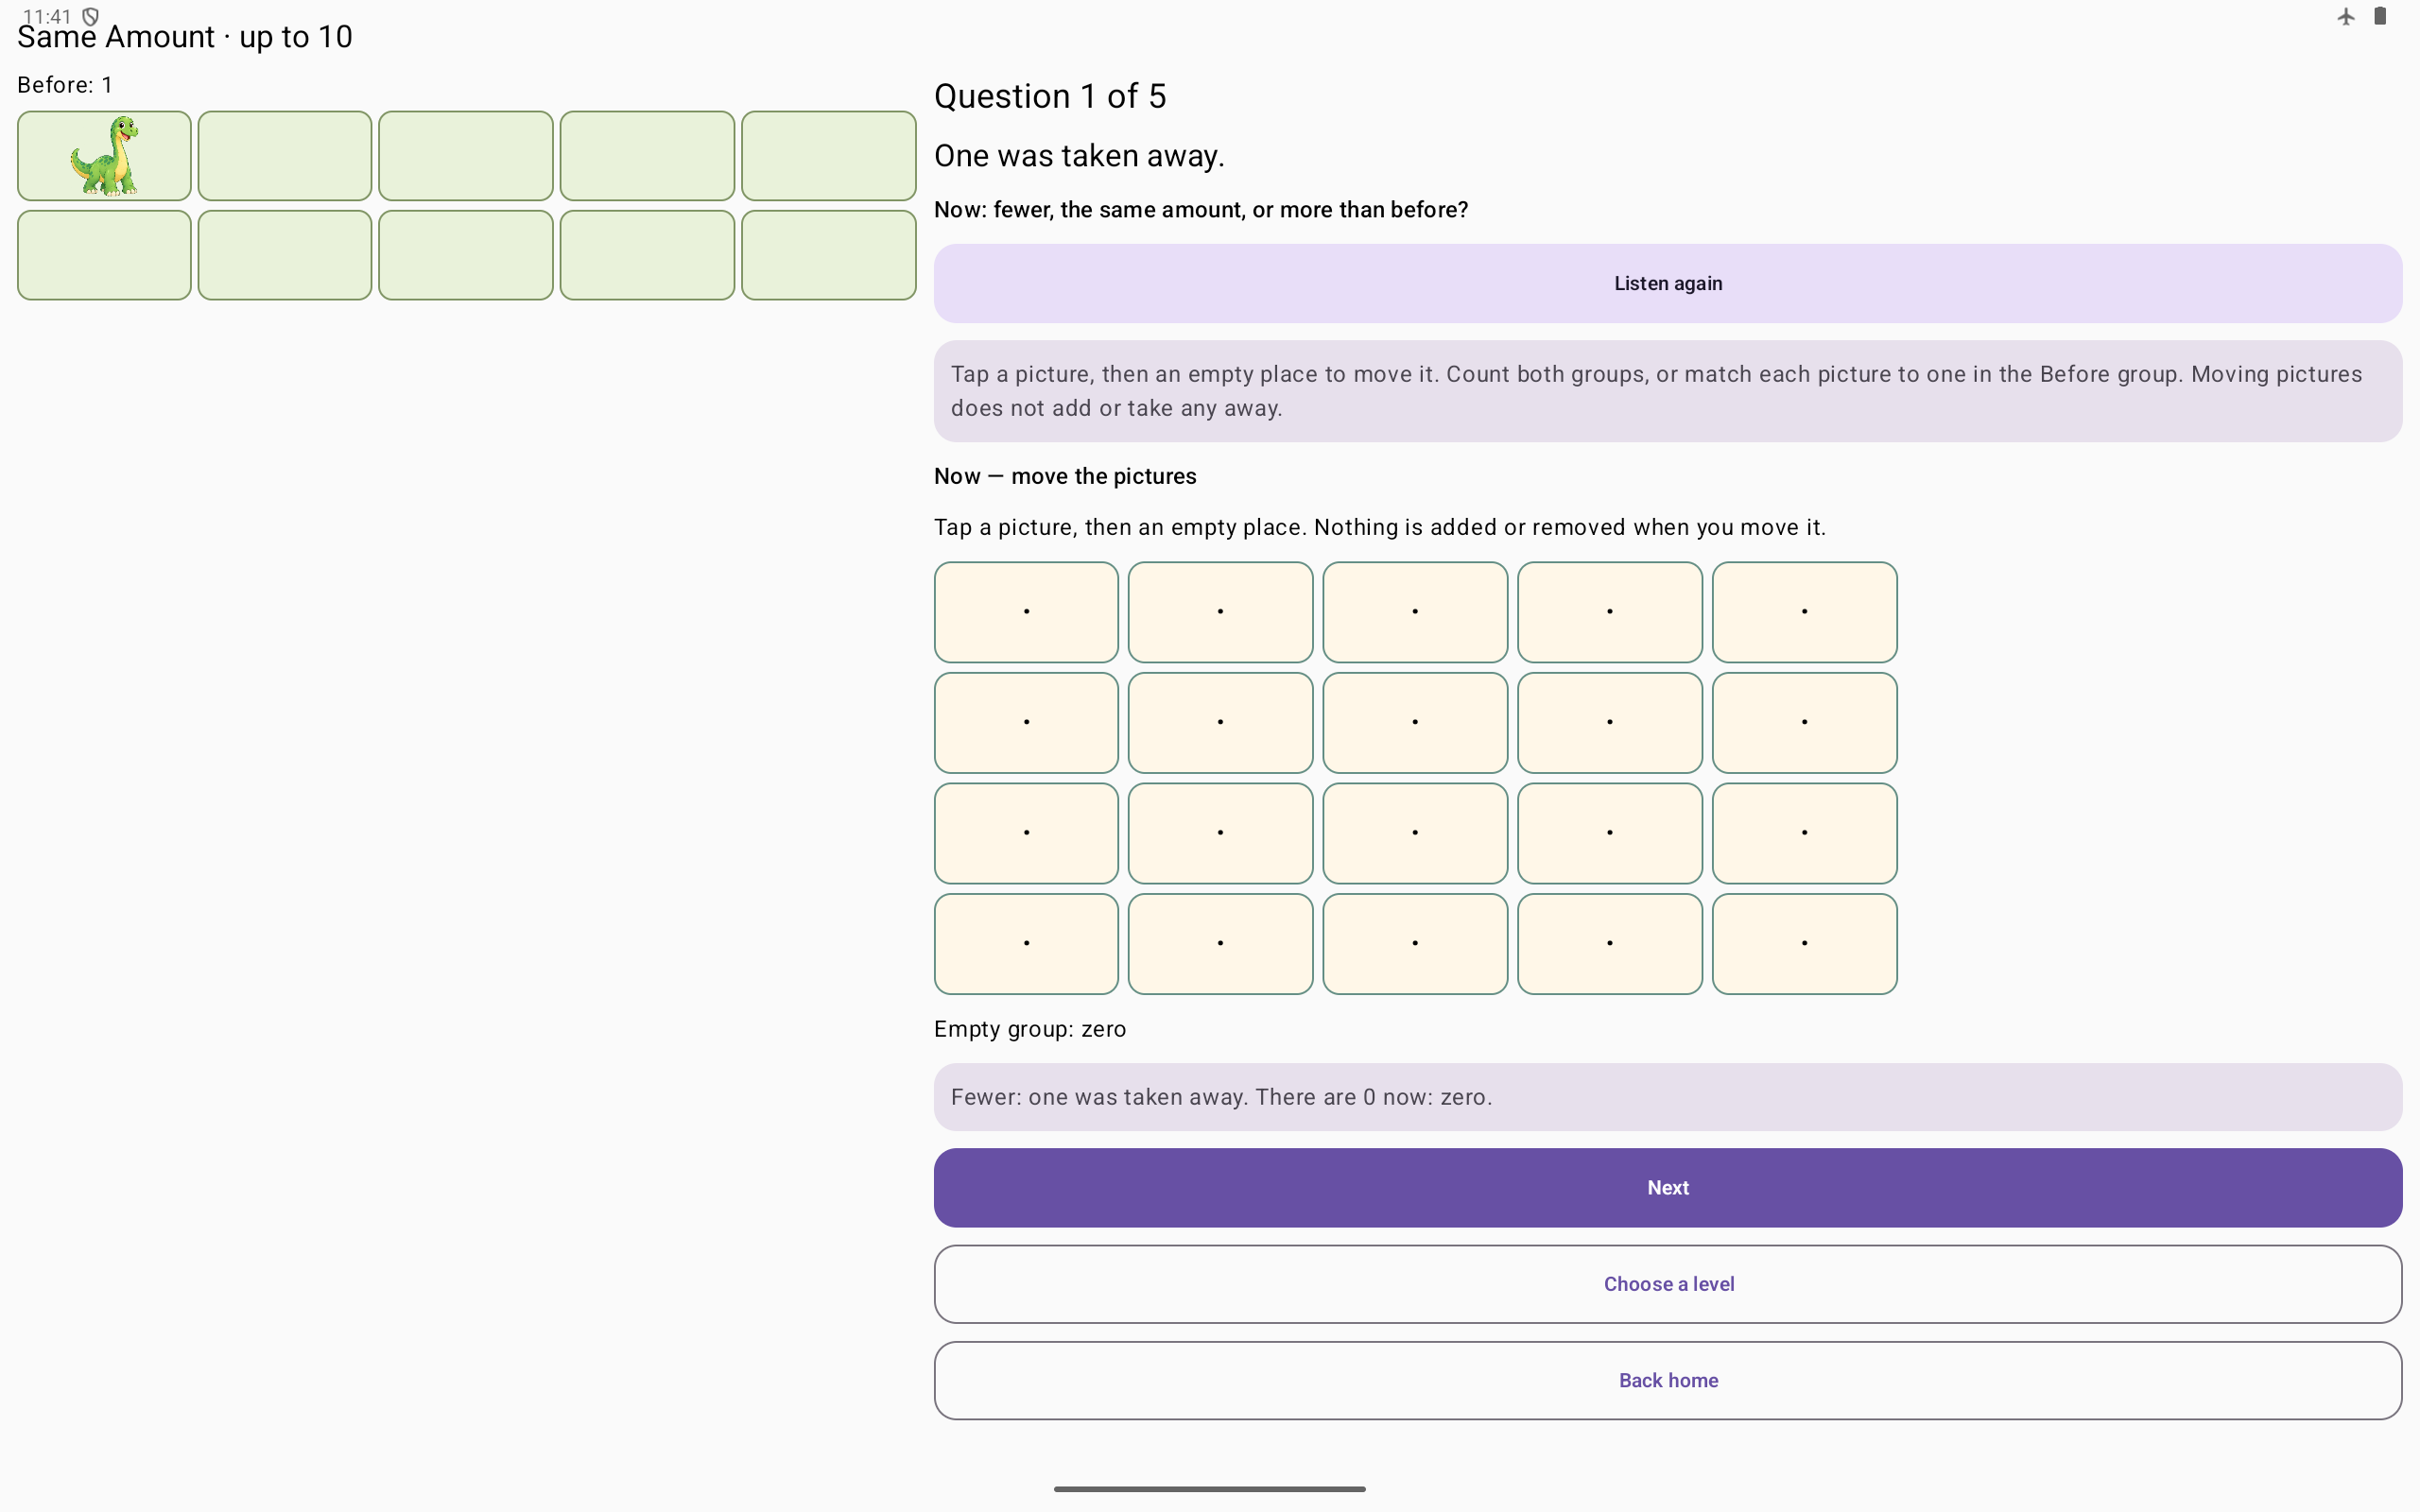 11:41
Same Amount · up to 10
Before: 1
Question 1 of 5
One was taken away.
Now: fewer, the same amount, or more than before?
Listen again
Tap a picture, then an empty place to move it. Count both groups, or match each picture to one in the Before group. Moving pictures
does not add or take any away.
Now — move the pictures
Tap a picture, then an empty place. Nothing is added or removed when you move it.
Empty group: zero
Fewer: one was taken away. There are 0 now: zero.
Next
Choose a level
Back home